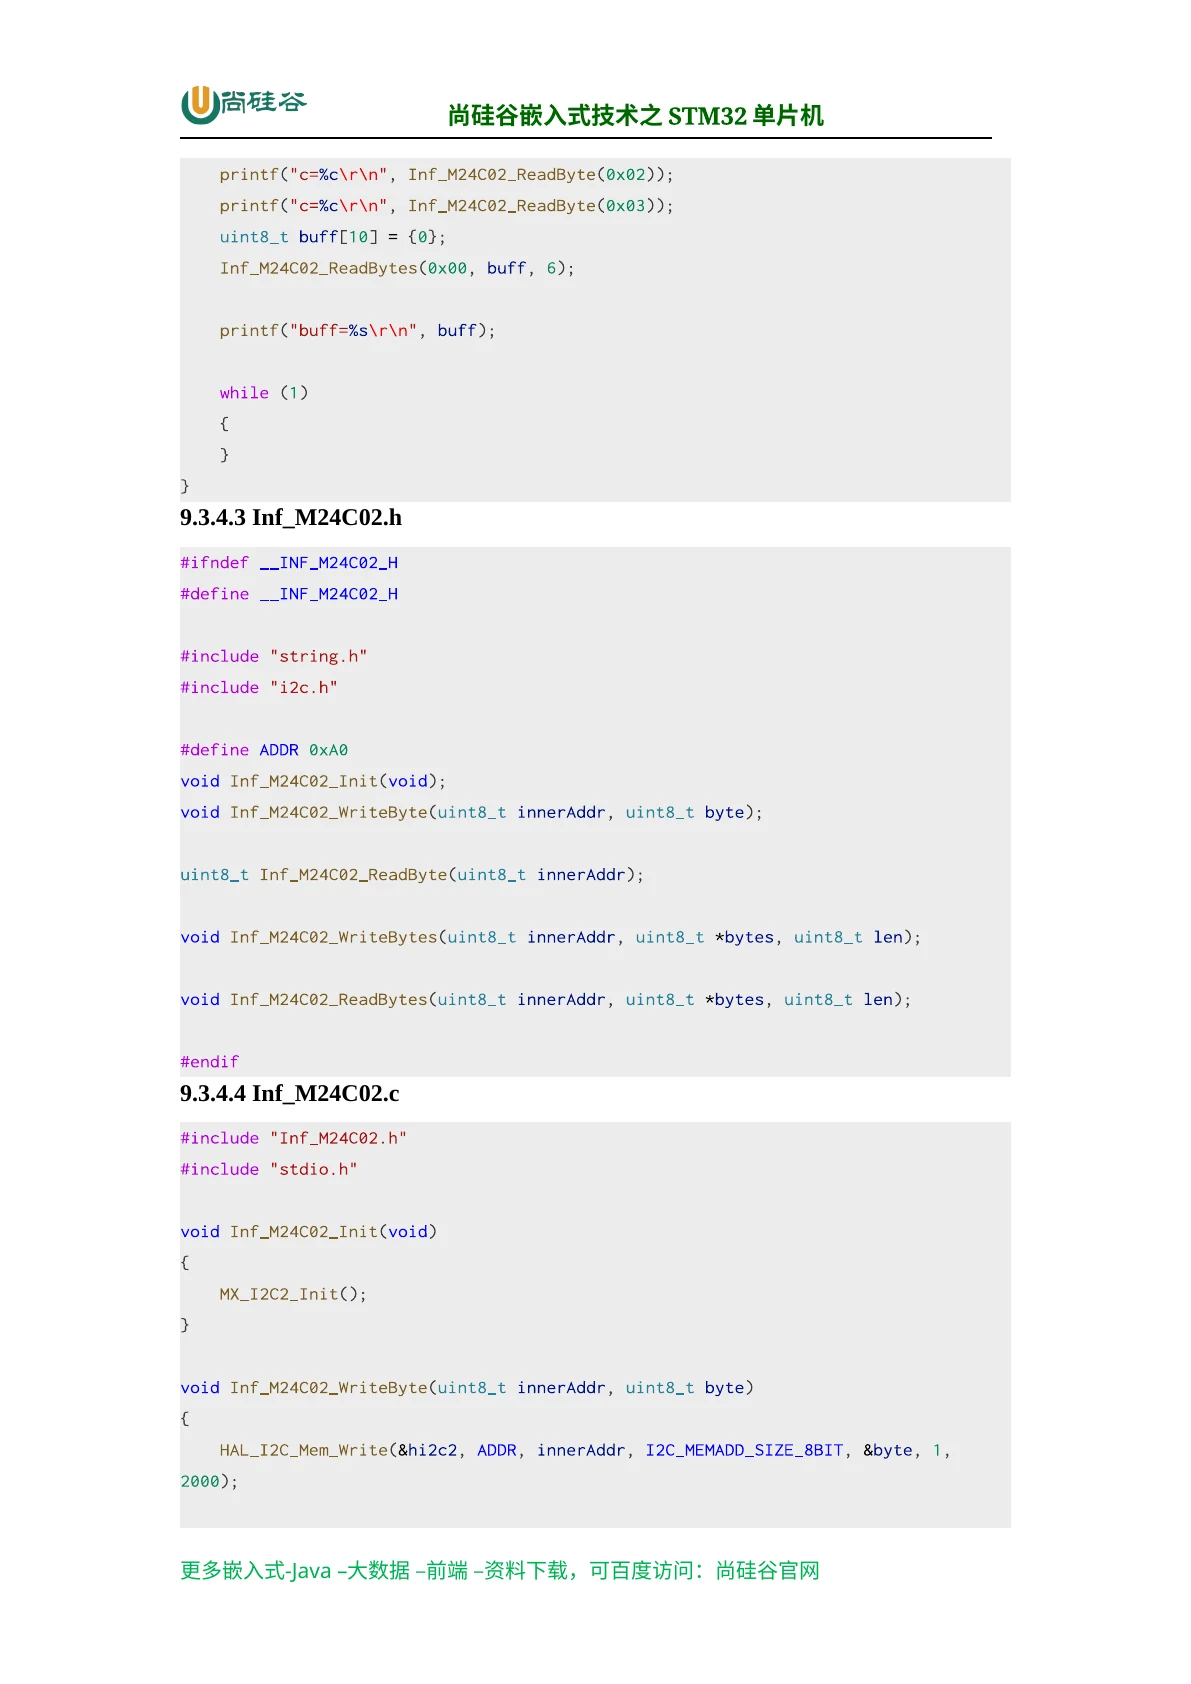 尚硅谷
尚硅谷嵌入式技术之 STM32 单片机
    printf("c=%c\r\n", Inf_M24C02_ReadByte(0x02));
    printf("c=%c\r\n", Inf_M24C02_ReadByte(0x03));
    uint8_t buff[10] = {0};
    Inf_M24C02_ReadBytes(0x00, buff, 6);

    printf("buff=%s\r\n", buff);

    while (1)
    {
    }
}
9.3.4.3 Inf_M24C02.h
#ifndef __INF_M24C02_H
#define __INF_M24C02_H

#include "string.h"
#include "i2c.h"

#define ADDR 0xA0
void Inf_M24C02_Init(void);
void Inf_M24C02_WriteByte(uint8_t innerAddr, uint8_t byte);

uint8_t Inf_M24C02_ReadByte(uint8_t innerAddr);

void Inf_M24C02_WriteBytes(uint8_t innerAddr, uint8_t *bytes, uint8_t len);

void Inf_M24C02_ReadBytes(uint8_t innerAddr, uint8_t *bytes, uint8_t len);

#endif
9.3.4.4 Inf_M24C02.c
#include "Inf_M24C02.h"
#include "stdio.h"

void Inf_M24C02_Init(void)
{
    MX_I2C2_Init();
}

void Inf_M24C02_WriteByte(uint8_t innerAddr, uint8_t byte)
{
    HAL_I2C_Mem_Write(&hi2c2, ADDR, innerAddr, I2C_MEMADD_SIZE_8BIT, &byte, 1,
2000);
更多嵌入式-Java –大数据 –前端 –资料下载，可百度访问：尚硅谷官网